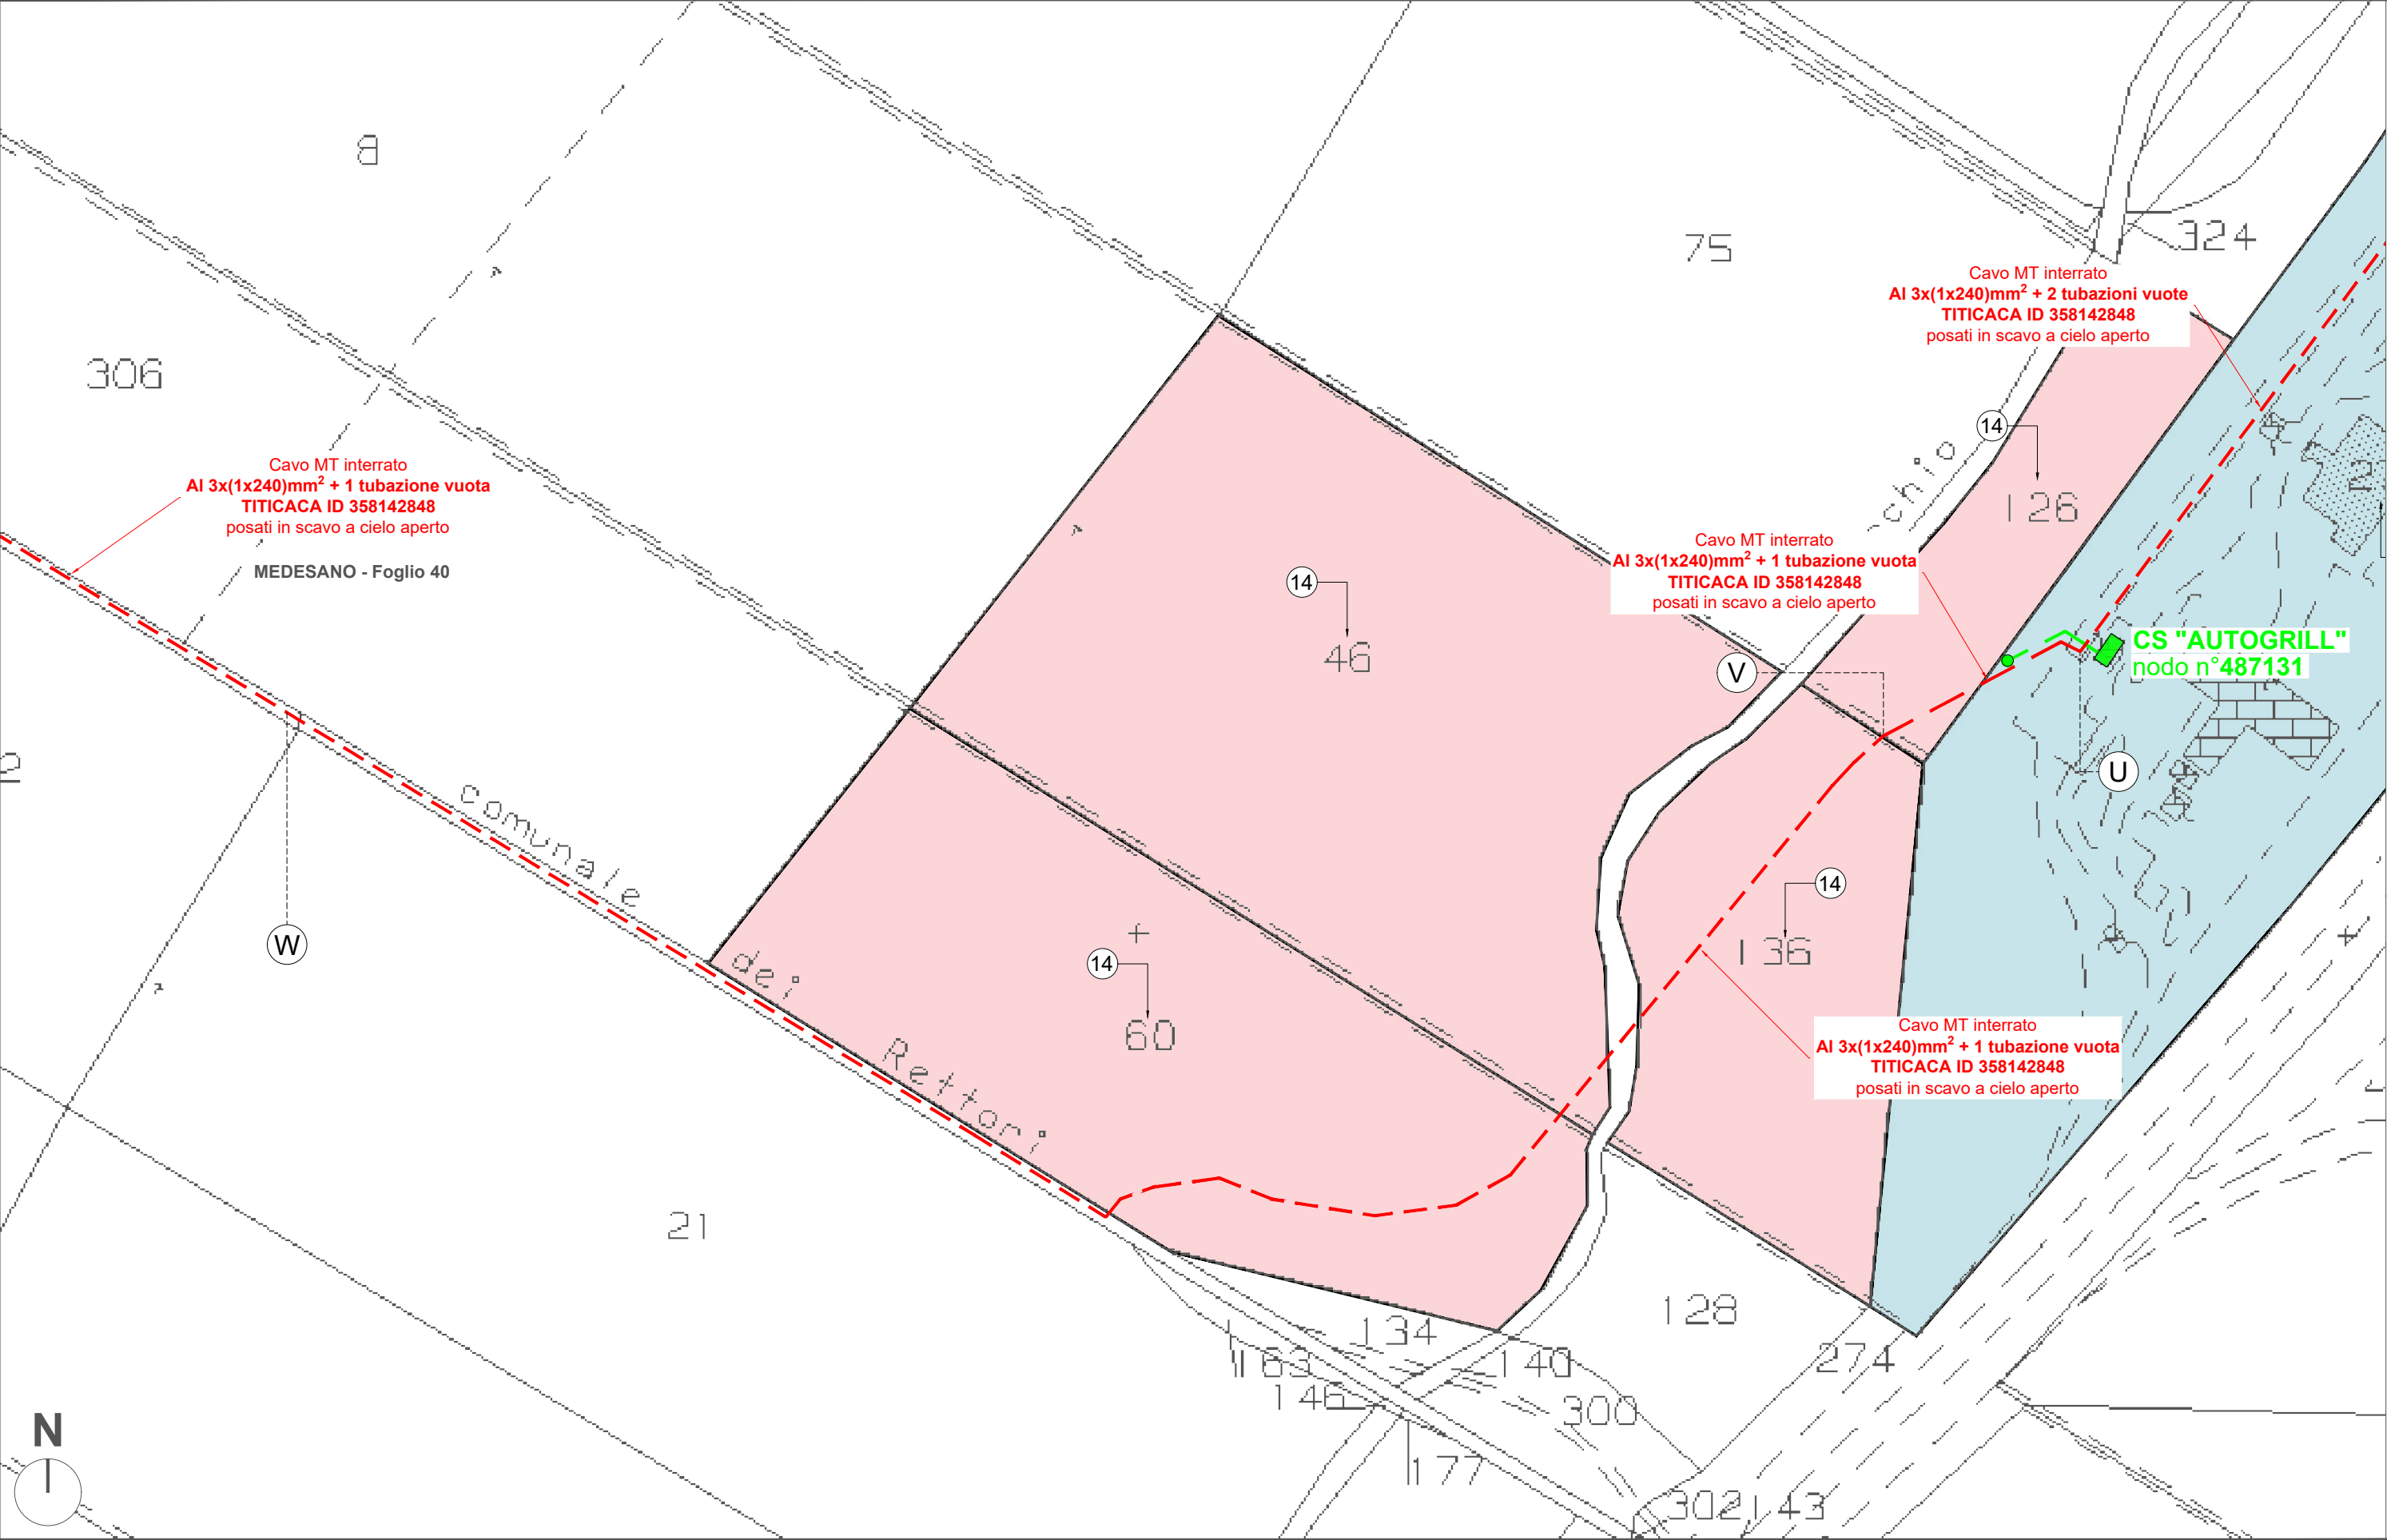 8
75
324
Cavo MT interrato
Al 3x(1x240)mm² + 2 tubazioni vuote
TITICACA ID 358142848
posati in scavo a cielo aperto
306
14
chio
126
Cavo MT interrato
Al 3x(1x240)mm² + 1 tubazione vuota
TITICACA ID 358142848
posati in scavo a cielo aperto
MEDESANO - Foglio 40
Cavo MT interrato
Al 3x(1x240)mm² + 1 tubazione vuota
TITICACA ID 358142848
posati in scavo a cielo aperto
14
46
CS "AUTOGRILL"
nodo n°487131
V
U
2
comunale
dei
Rettori
14
136
W
14
60
Cavo MT interrato
Al 3x(1x240)mm² + 1 tubazione vuota
TITICACA ID 358142848
posati in scavo a cielo aperto
21
128
134
163
140
274
146
300
N
177
302
143